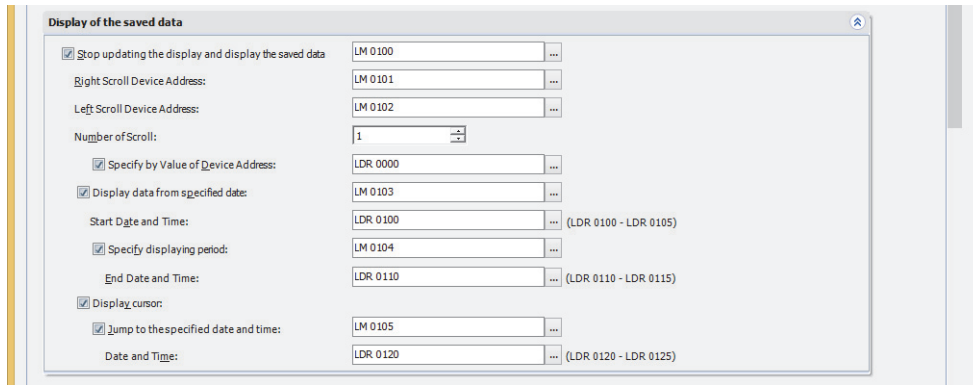 Display of the saved data
Stop updating the display and display the saved data LM 0100 ...
Right Scroll Device Address: LM 0101 ...
Left Scroll Device Address: LM 0102 ...
Number of Scroll: 1
Specify by Value of Device Address: LDR 0000 ...
Display data from specified date: LM 0103 ...
Start Date and Time: LDR 0100 ... (LDR 0100 - LDR 0105)
Specify displaying period: LM 0104 ...
End Date and Time: LDR 0110 ... (LDR 0110 - LDR 0115)
Display cursor:
Jump to the specified date and time: LM 0105 ...
Date and Time: LDR 0120 ... (LDR 0120 - LDR 0125)